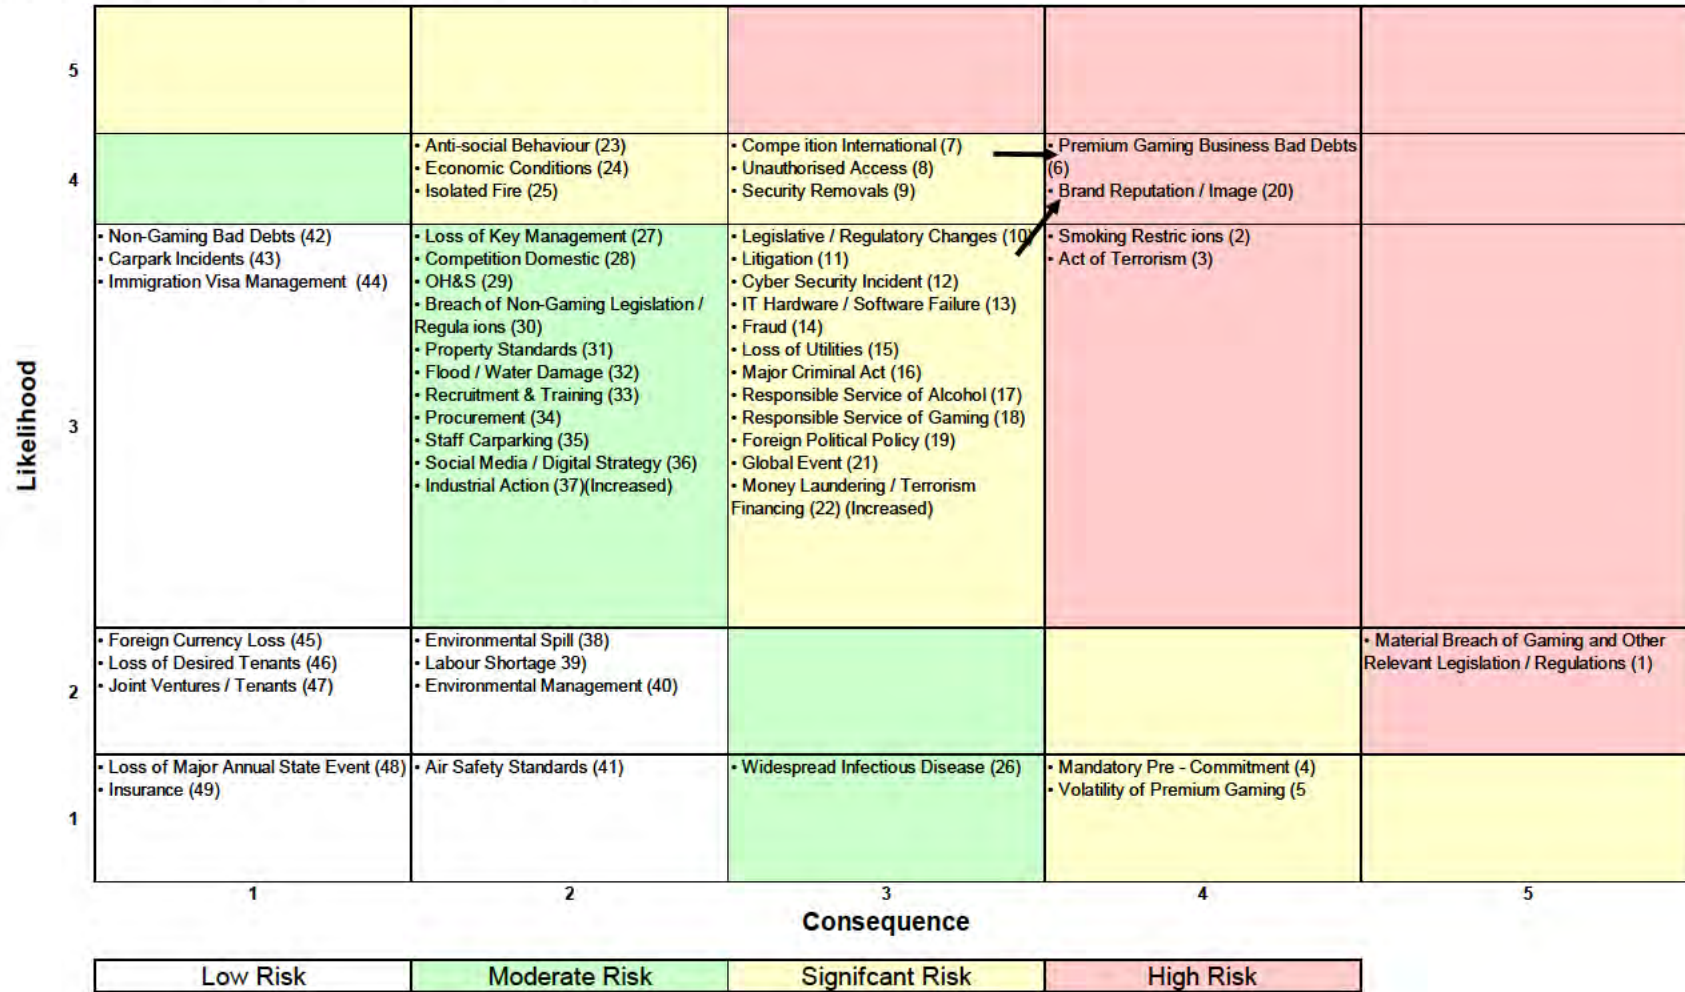 5
4
• Anti-social Behaviour (23)
• Economic Conditions (24)
• Isolated Fire (25)
• Compe ition International (7)
• Unauthorised Access (8)
• Security Removals (9)
• Premium Gaming Business Bad Debts
(6)
• Brand Reputation / Image (20)
Likelihood
3
• Non-Gaming Bad Debts (42)
• Carpark Incidents (43)
• Immigration Visa Management (44)
• Loss of Key Management (27)
• Competition Domestic (28)
• OH&S (29)
• Breach of Non-Gaming Legislation /
Regula ions (30)
• Property Standards (31)
• Flood / Water Damage (32)
• Recruitment & Training (33)
• Procurement (34)
• Staff Carparking (35)
• Social Media / Digital Strategy (36)
• Industrial Action (37)(Increased)
• Legislative / Regulatory Changes (10)
• Litigation (11)
• Cyber Security Incident (12)
• IT Hardware / Software Failure (13)
• Fraud (14)
• Loss of Utilities (15)
• Major Criminal Act (16)
• Responsible Service of Alcohol (17)
• Responsible Service of Gaming (18)
• Foreign Political Policy (19)
• Global Event (21)
• Money Laundering / Terrorism
Financing (22) (Increased)
• Smoking Restric ions (2)
• Act of Terrorism (3)
2
• Foreign Currency Loss (45)
• Loss of Desired Tenants (46)
• Joint Ventures / Tenants (47)
• Environmental Spill (38)
• Labour Shortage 39)
• Environmental Management (40)
• Material Breach of Gaming and Other
Relevant Legislation / Regulations (1)
1
• Loss of Major Annual State Event (48)
• Insurance (49)
• Air Safety Standards (41)
• Widespread Infectious Disease (26)
• Mandatory Pre - Commitment (4)
• Volatility of Premium Gaming (5
1 2 3 4 5
Consequence
Low Risk
Moderate Risk
Signifcant Risk
High Risk